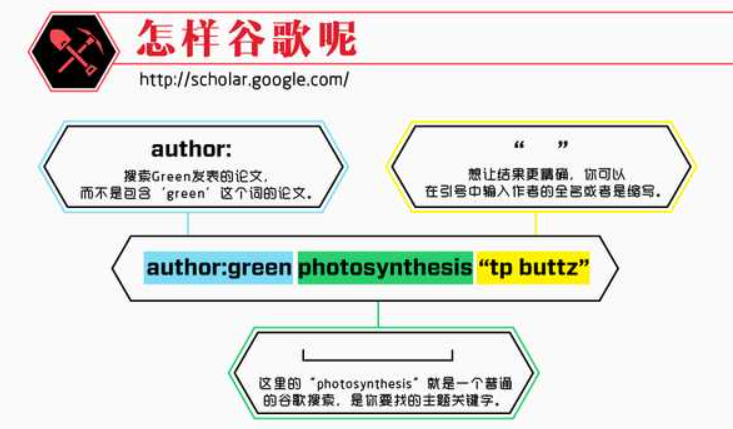 怎样谷歌呢
http://scholar.google.com/
author:
搜索Green发表的论文，
而不是包含‘green’这个词的论文。
“ ”
想让结果更精确，你可以
在引号中输入作者的全名或者是缩写。
author:green photosynthesis “tp buttz”
这里的“photosynthesis”就是一个普通
的谷歌搜索，是你要找的主题关键字。